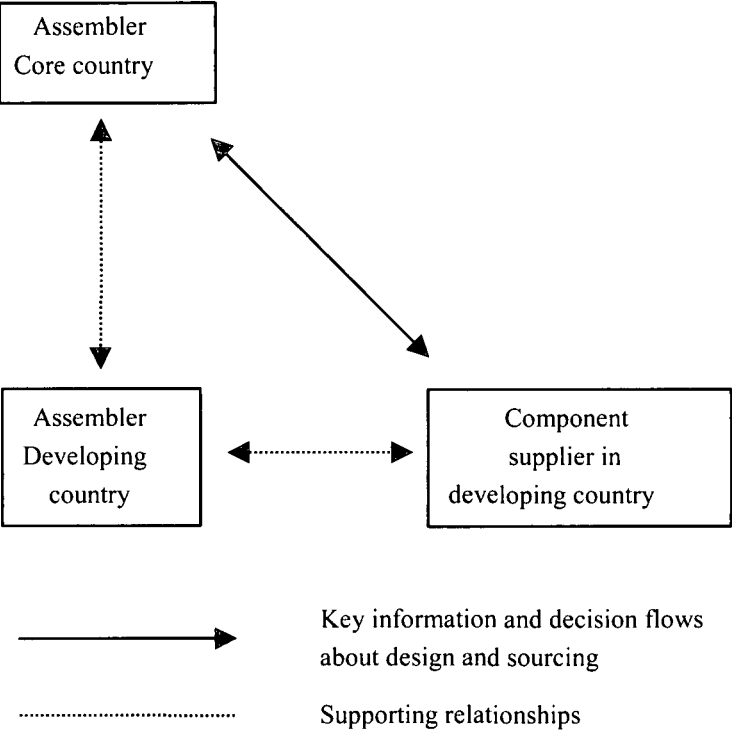 Assembler
Core country
Assembler
Developing
country
Component
supplier in
developing country
Key information and decision flows
about design and sourcing
Supporting relationships